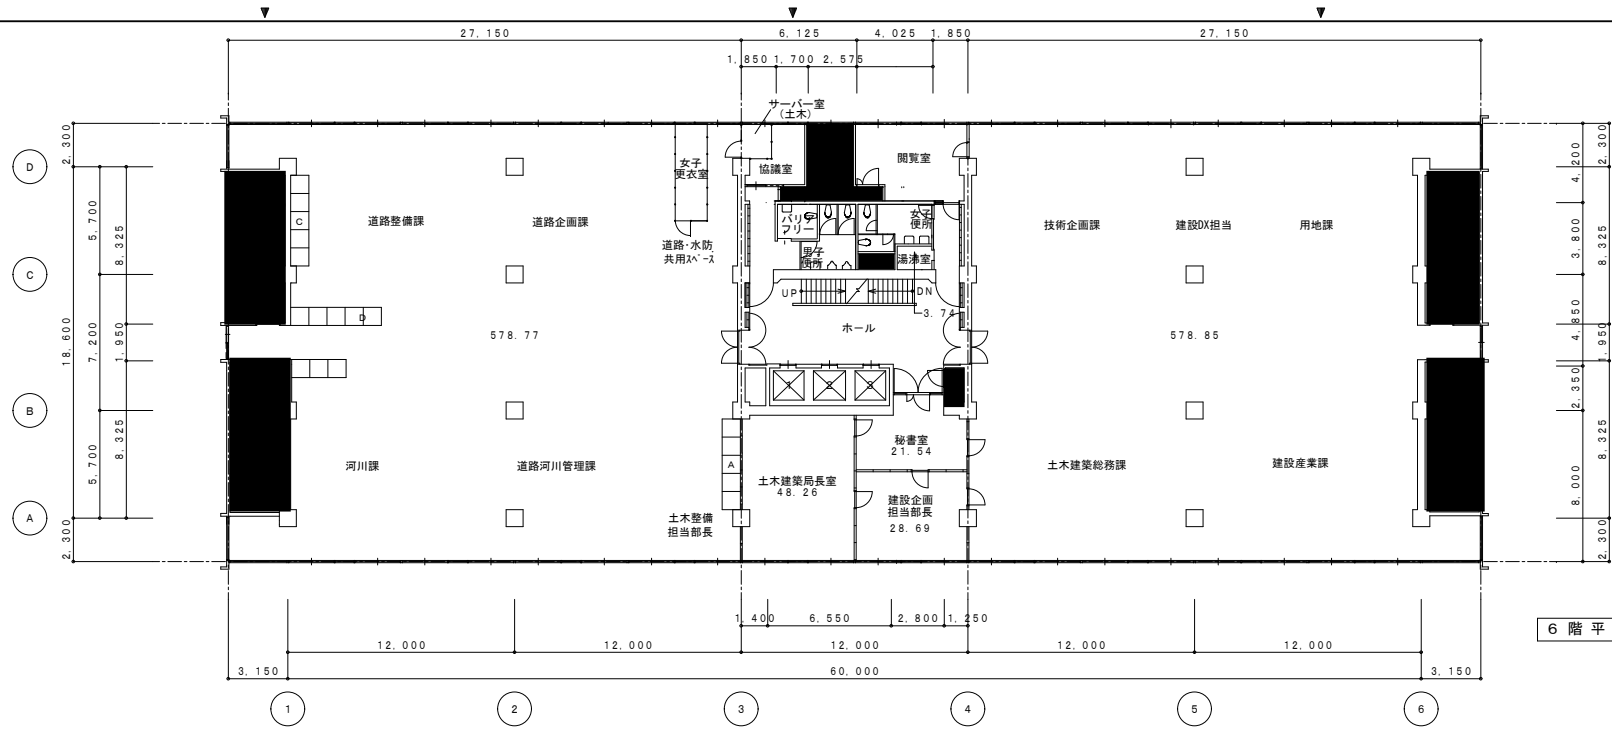 27,150
6,125
4,025
1,850
27,150
1,850
1,700
2,575
サーバー室
(土木)
2,300
D
5,700
8,325
C
18,600
7,200
1,950
B
5,700
8,325
A
2,300
女子
更衣室
協議室
閲覧室
C
道路整備課
道路企画課
道路・水防
共用スペース
バリア
フリー
女子
便所
男子
便所
湯沸室
技術企画課
建設DX担当
用地課
UP
DN
3.74
D
578.77
ホール
578.85
1
2
3
A
河川課
道路河川管理課
土木建築局長室
48.26
秘書室
21.54
建設企画
担当部長
28.69
土木整備
担当部長
土木建築総務課
建設産業課
4,200
2,300
3,800
8,325
4,850
1,950
2,350
8,325
8,000
2,300
1,400
6,550
2,800
1,250
12,000
12,000
12,000
12,000
12,000
3,150
60,000
3,150
6階平
1
2
3
4
5
6